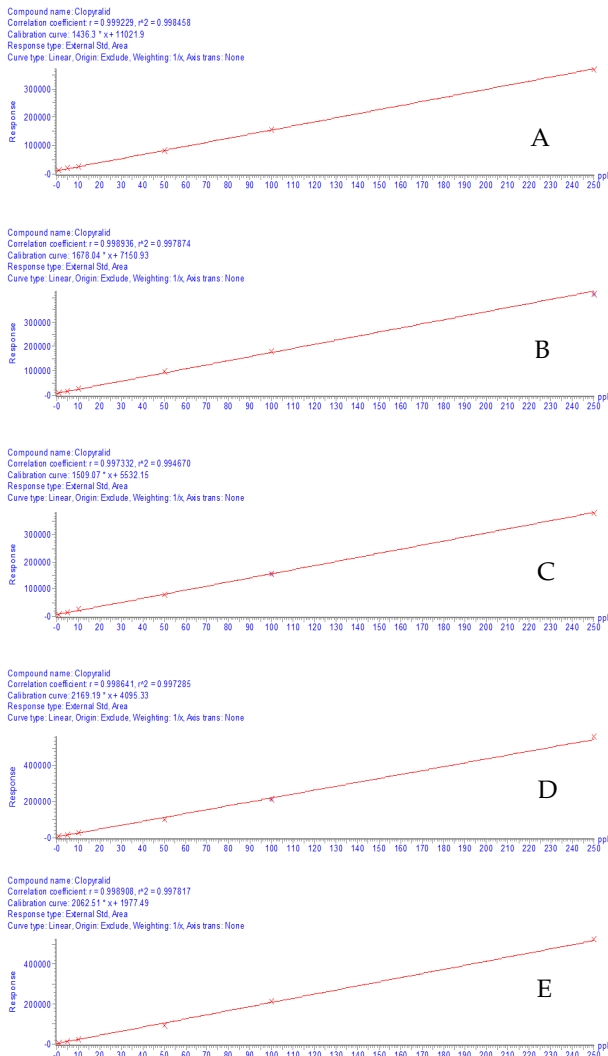 Compound name: Clopyralid
Correlation coefficient: r = 0.999229, r^2 = 0.998458
Calibration curve: 1436.3 * x + 11021.9
Response type: External Std, Area
Curve type: Linear, Origin: Exclude, Weighting: 1/x, Axis trans: None
Response
300000
200000
100000
-0
A
ppb
-0 10 20 30 40 50 60 70 80 90 100 110 120 130 140 150 160 170 180 190 200 210 220 230 240 250
Compound name: Clopyralid
Correlation coefficient: r = 0.998936, r^2 = 0.997874
Calibration curve: 1678.04 * x + 7150.93
Response type: External Std, Area
Curve type: Linear, Origin: Exclude, Weighting: 1/x, Axis trans: None
Response
300000
200000
100000
-0
B
ppb
-0 10 20 30 40 50 60 70 80 90 100 110 120 130 140 150 160 170 180 190 200 210 220 230 240 250
Compound name: Clopyralid
Correlation coefficient: r = 0.997332, r^2 = 0.994670
Calibration curve: 1509.07 * x + 5532.15
Response type: External Std, Area
Curve type: Linear, Origin: Exclude, Weighting: 1/x, Axis trans: None
Response
300000
200000
100000
-0
C
ppb
-0 10 20 30 40 50 60 70 80 90 100 110 120 130 140 150 160 170 180 190 200 210 220 230 240 250
Compound name: Clopyralid
Correlation coefficient: r = 0.998641, r^2 = 0.997285
Calibration curve: 2169.19 * x + 4095.33
Response type: External Std, Area
Curve type: Linear, Origin: Exclude, Weighting: 1/x, Axis trans: None
Response
400000
200000
-0
D
ppb
-0 10 20 30 40 50 60 70 80 90 100 110 120 130 140 150 160 170 180 190 200 210 220 230 240 250
Compound name: Clopyralid
Correlation coefficient: r = 0.998908, r^2 = 0.997817
Calibration curve: 2062.51 * x + 1977.49
Response type: External Std, Area
Curve type: Linear, Origin: Exclude, Weighting: 1/x, Axis trans: None
Response
400000
200000
-0
E
ppb
-0 10 20 30 40 50 60 70 80 90 100 110 120 130 140 150 160 170 180 190 200 210 220 230 240 250